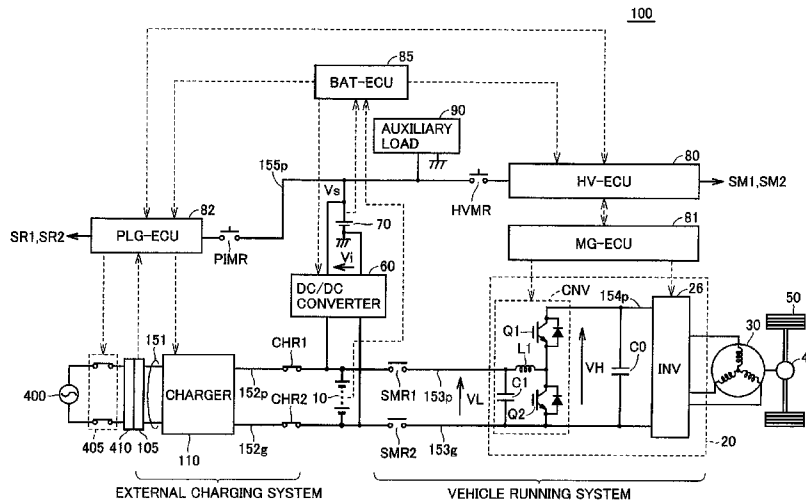 100
85
BAT-ECU
90
AUXILIARY
LOAD
155p
80
HV-ECU
SM1,SM2
Vs
82
HVMR
SR1,SR2
PLG-ECU
PIMR
70
81
MG-ECU
Vi
60
DC/DC
CONVERTER
CNV
154p
26
50
Q1
L1
30
151
CHR1
VH
C0
INV
400
CHARGER
152p
10
SMR1
153p
VL
C1
Q2
4
CHR2
405
410
105
110
152g
SMR2
153g
20
EXTERNAL CHARGING SYSTEM
VEHICLE RUNNING SYSTEM